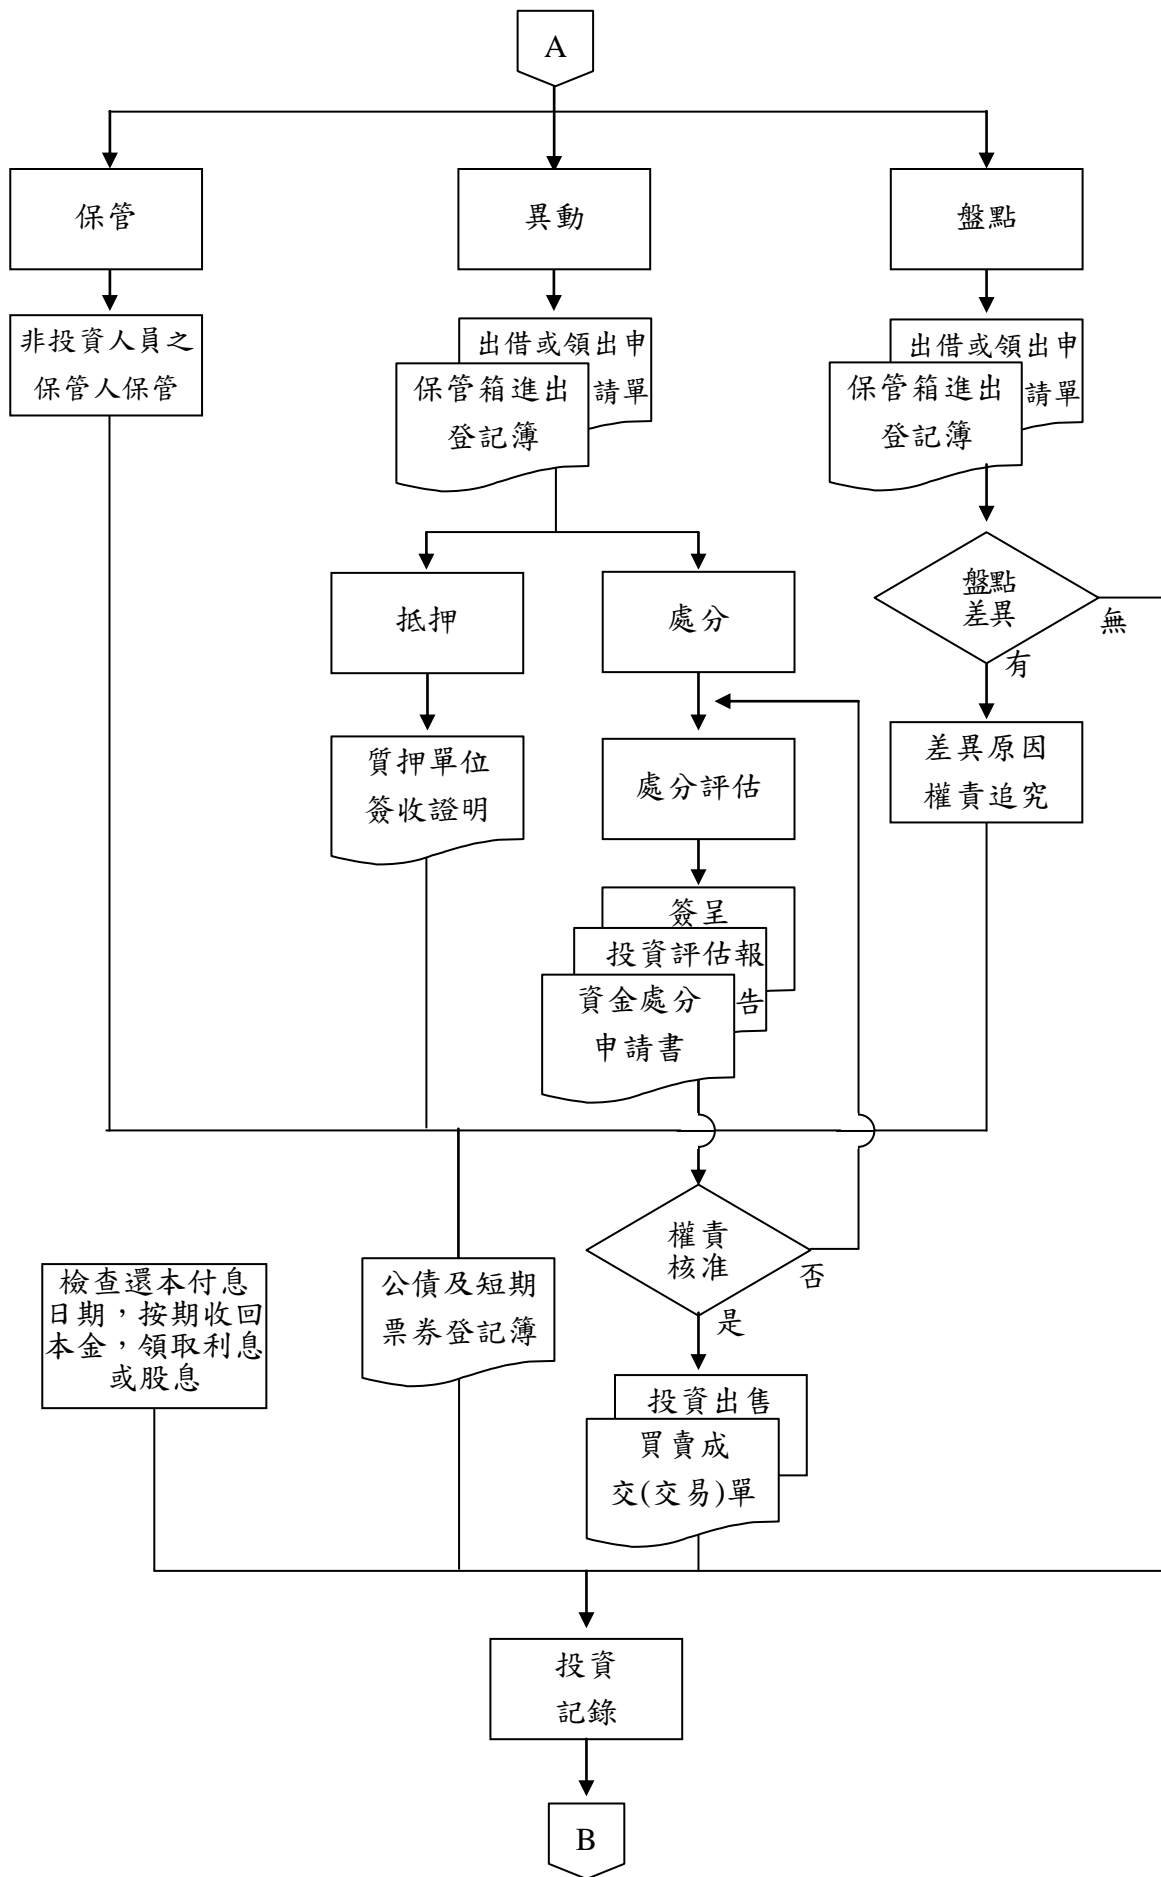 A
保管
異動
盤點
非投資人員之
保管人保管
出借或領出申
請單
保管箱進出
登記簿
出借或領出申
請單
保管箱進出
登記簿
抵押
處分
盤點
差異
無
有
質押單位
簽收證明
處分評估
差異原因
權責追究
簽呈
投資評估報
告
資金處分
申請書
權責
核准
否
是
檢查還本付息
日期，按期收回
本金，領取利息
或股息
公債及短期
票券登記簿
投資出售
買賣成
交(交易)單
投資
記錄
B